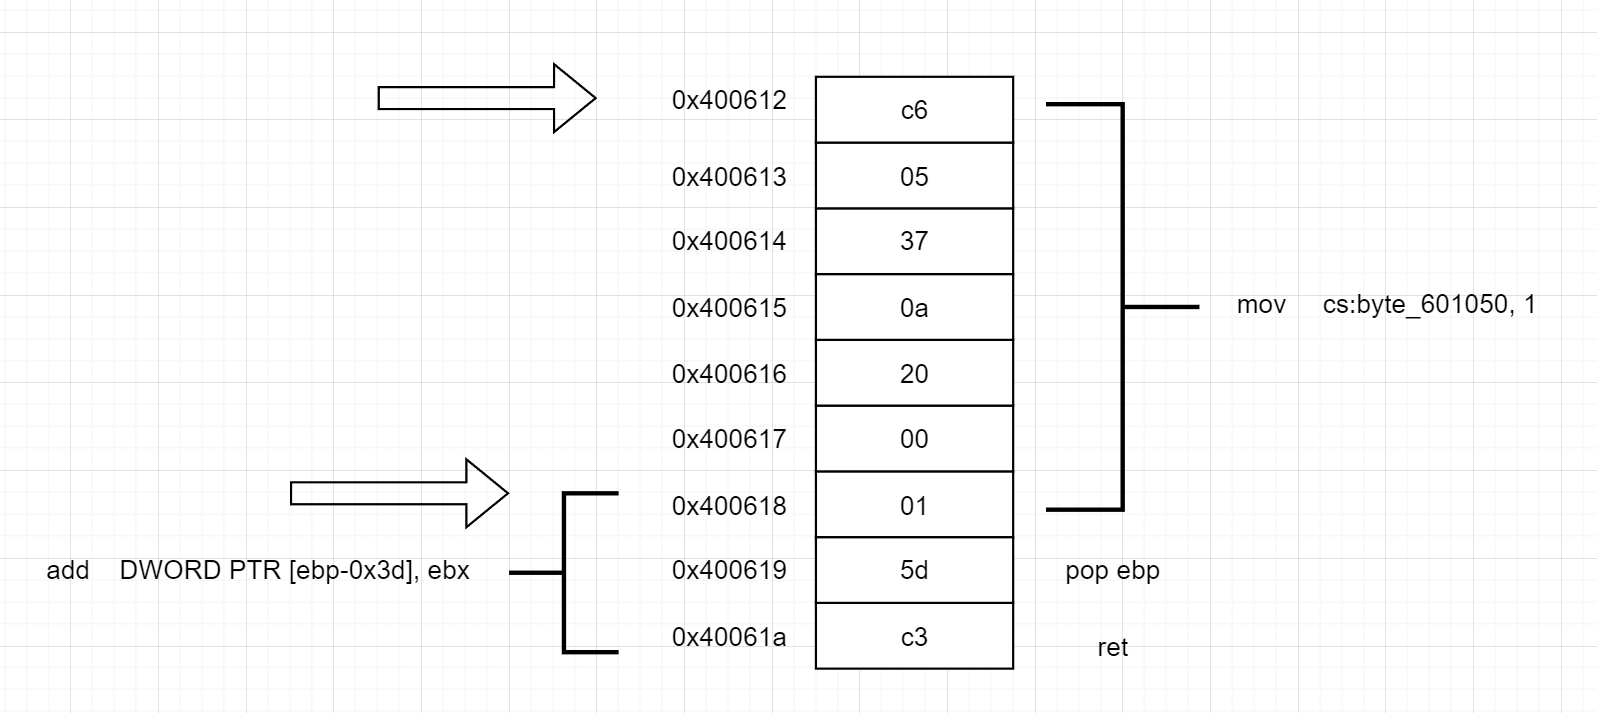 0x400612 c6
0x400613 05
0x400614 37
0x400615 0a mov cs:byte_601050, 1
0x400616 20
0x400617 00
0x400618 01
add DWORD PTR [ebp-0x3d], ebx 0x400619 5d pop ebp
0x40061a c3 ret